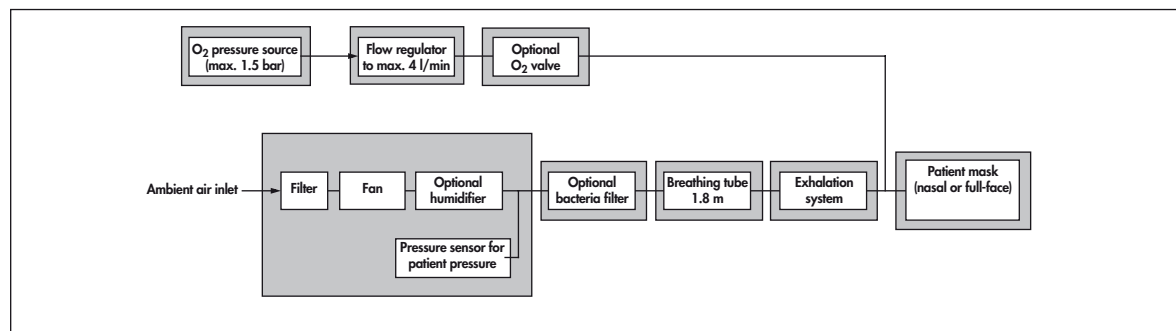 O₂ pressure source
(max. 1.5 bar)
Flow regulator
to max. 4 l/min
Optional
O₂ valve
Ambient air inlet
Filter
Fan
Optional
humidifier
Pressure sensor for
patient pressure
Optional
bacteria filter
Breathing tube
1.8 m
Exhalation
system
Patient mask
(nasal or full-face)